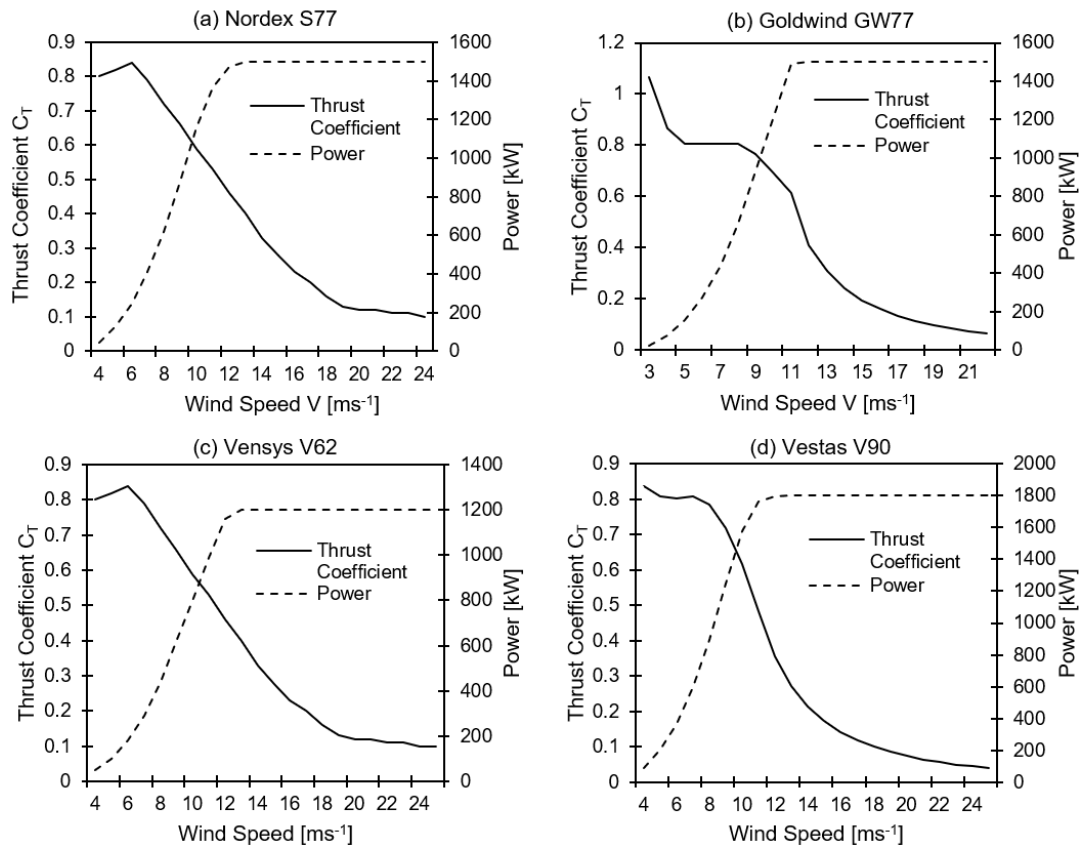 (a) Nordex S77
0.9
0.8
0.7
0.6
0.5
0.4
0.3
0.2
0.1
0
Thrust Coefficient C_T
1600
1400
1200
1000
800
600
400
200
0
Power [kW]
Thrust
Coefficient
Power
4 6 8 10 12 14 16 18 20 22 24
Wind Speed V [ms⁻¹]
(b) Goldwind GW77
1.2
1
0.8
0.6
0.4
0.2
0
Thrust Coefficient C_T
1600
1400
1200
1000
800
600
400
200
0
Power [kW]
Thrust
Coefficient
Power
3 5 7 9 11 13 15 17 19 21
Wind Speed V [ms⁻¹]
(c) Vensys V62
0.9
0.8
0.7
0.6
0.5
0.4
0.3
0.2
0.1
0
Thrust Coefficient C_T
1400
1200
1000
800
600
400
200
0
Power [kW]
Thrust
Coefficient
Power
4 6 8 10 12 14 16 18 20 22 24
Wind Speed [ms⁻¹]
(d) Vestas V90
0.9
0.8
0.7
0.6
0.5
0.4
0.3
0.2
0.1
0
Thrust Coefficient C_T
2000
1800
1600
1400
1200
1000
800
600
400
200
0
Power [kW]
Thrust
Coefficient
Power
4 6 8 10 12 14 16 18 20 22 24
Wind Speed [ms⁻¹]